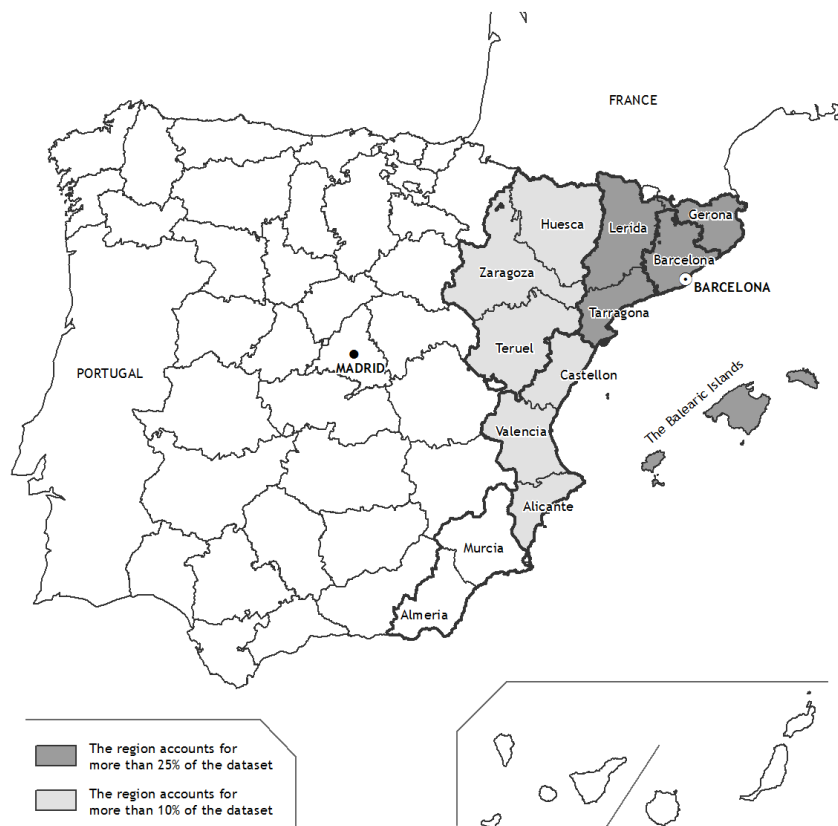 FRANCE
Huesca
Lerida
Gerona
Zaragoza
Barcelona
BARCELONA
Tarragona
Teruel
MADRID
PORTUGAL
Castellon
The Balearic Islands
Valencia
Alicante
Murcia
Almería
The region accounts for
more than 25% of the dataset
The region accounts for
more than 10% of the dataset